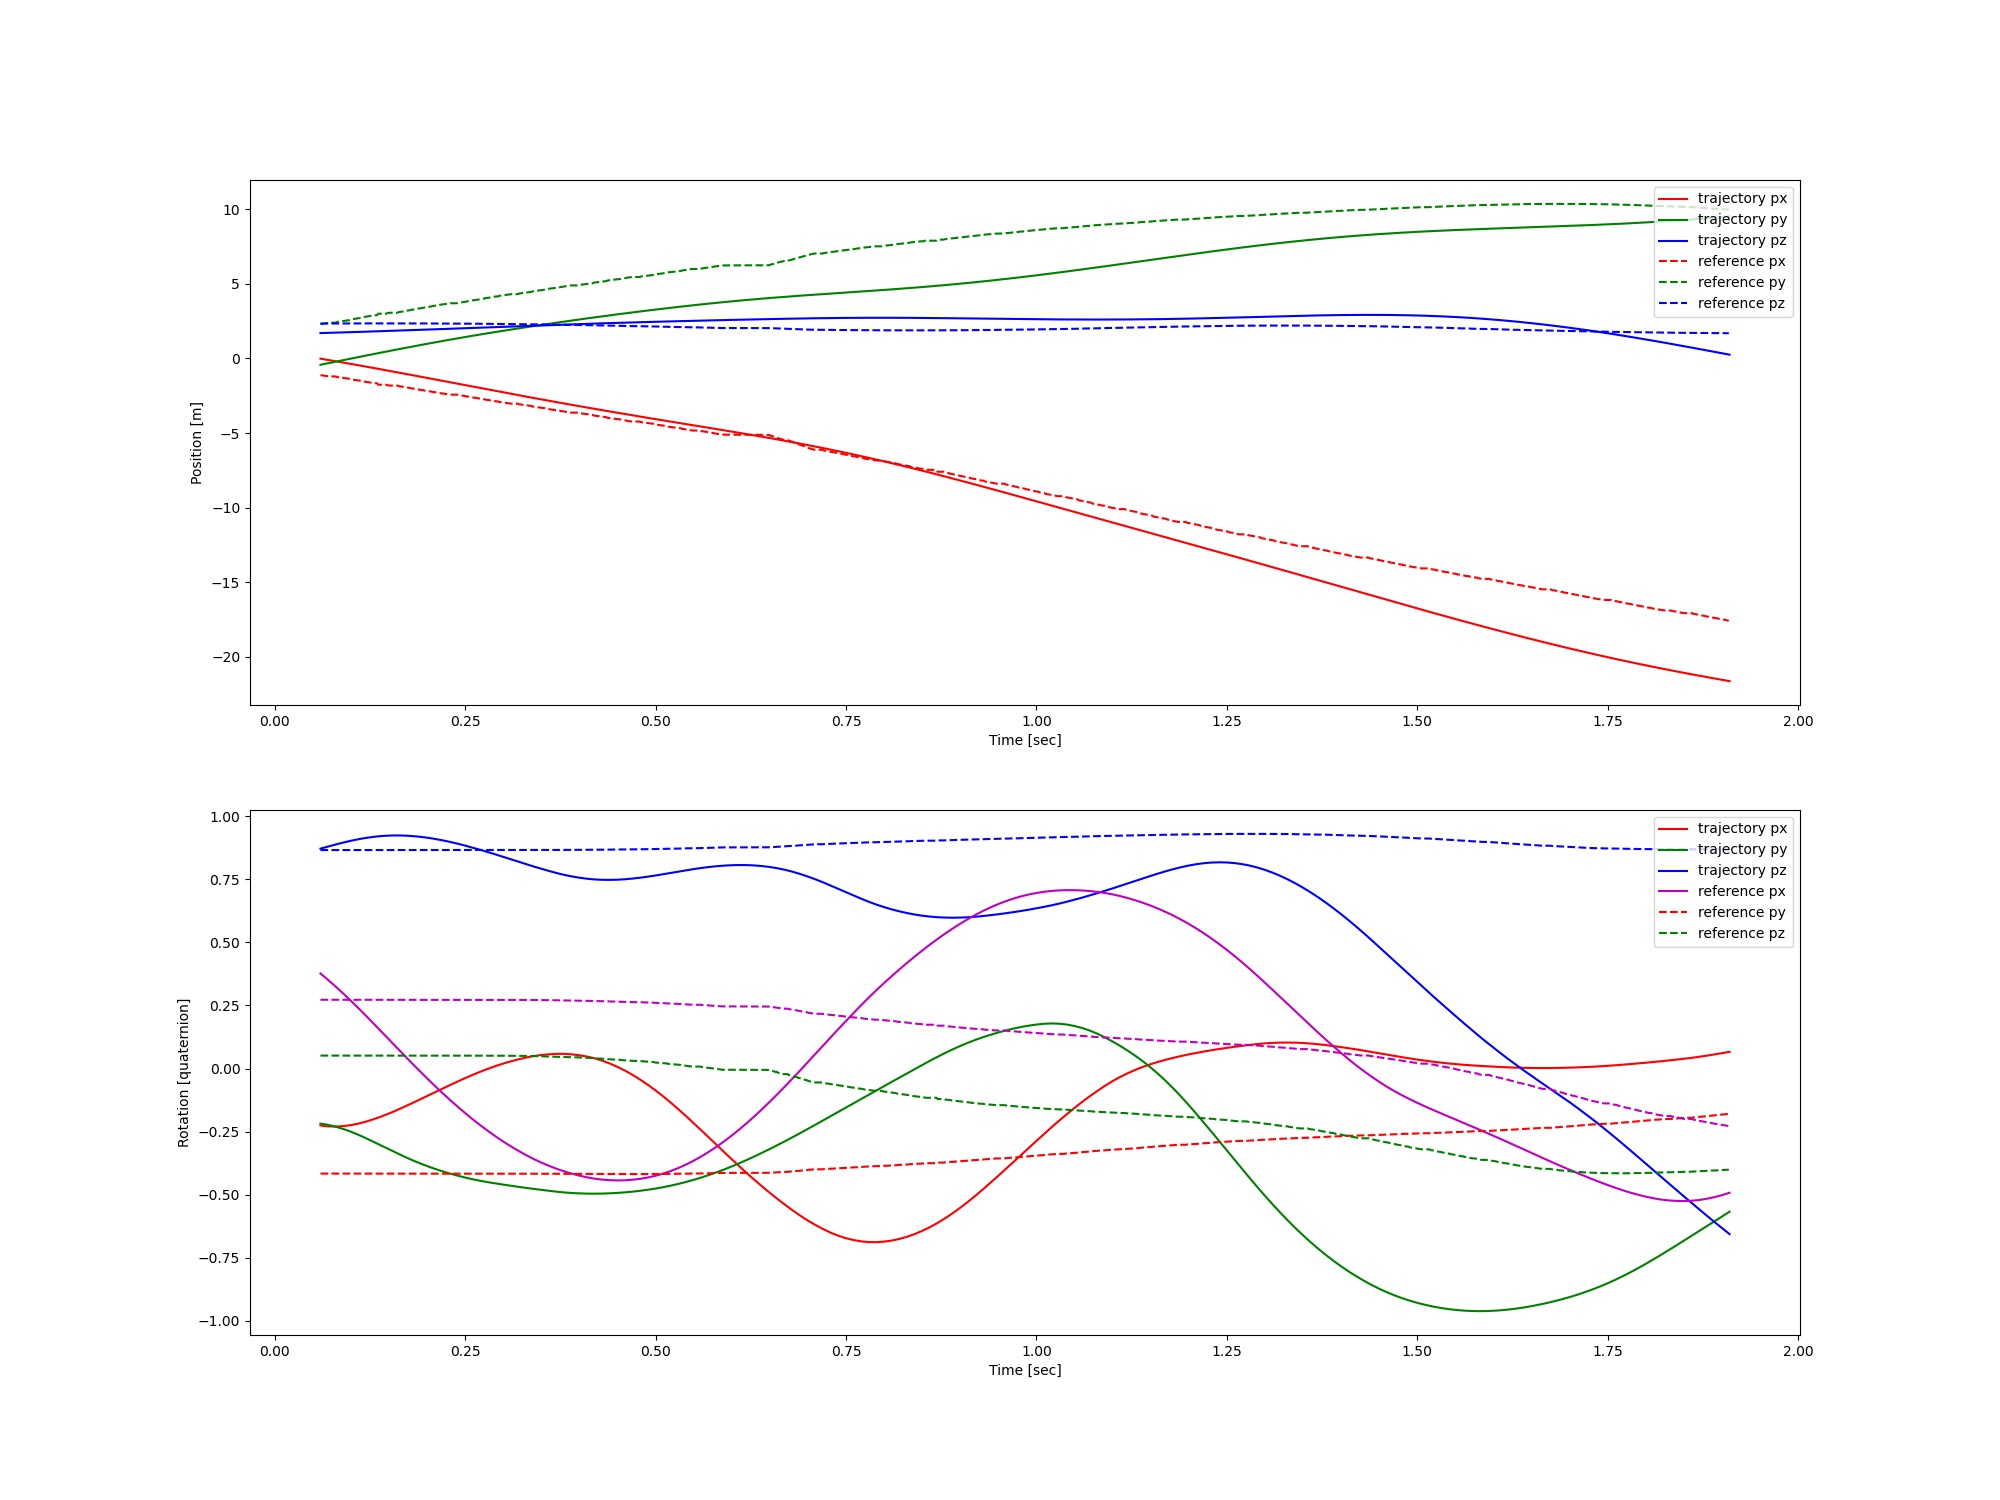 10
5
0
−5
−10
−15
−20
Position [m]
trajectory px
trajectory py
trajectory pz
reference px
reference py
reference pz
0.00 0.25 0.50 0.75 1.00 1.25 1.50 1.75 2.00
Time [sec]
1.00
0.75
0.50
0.25
0.00
−0.25
−0.50
−0.75
−1.00
Rotation [quaternion]
trajectory px
trajectory py
trajectory pz
reference px
reference py
reference pz
0.00 0.25 0.50 0.75 1.00 1.25 1.50 1.75 2.00
Time [sec]